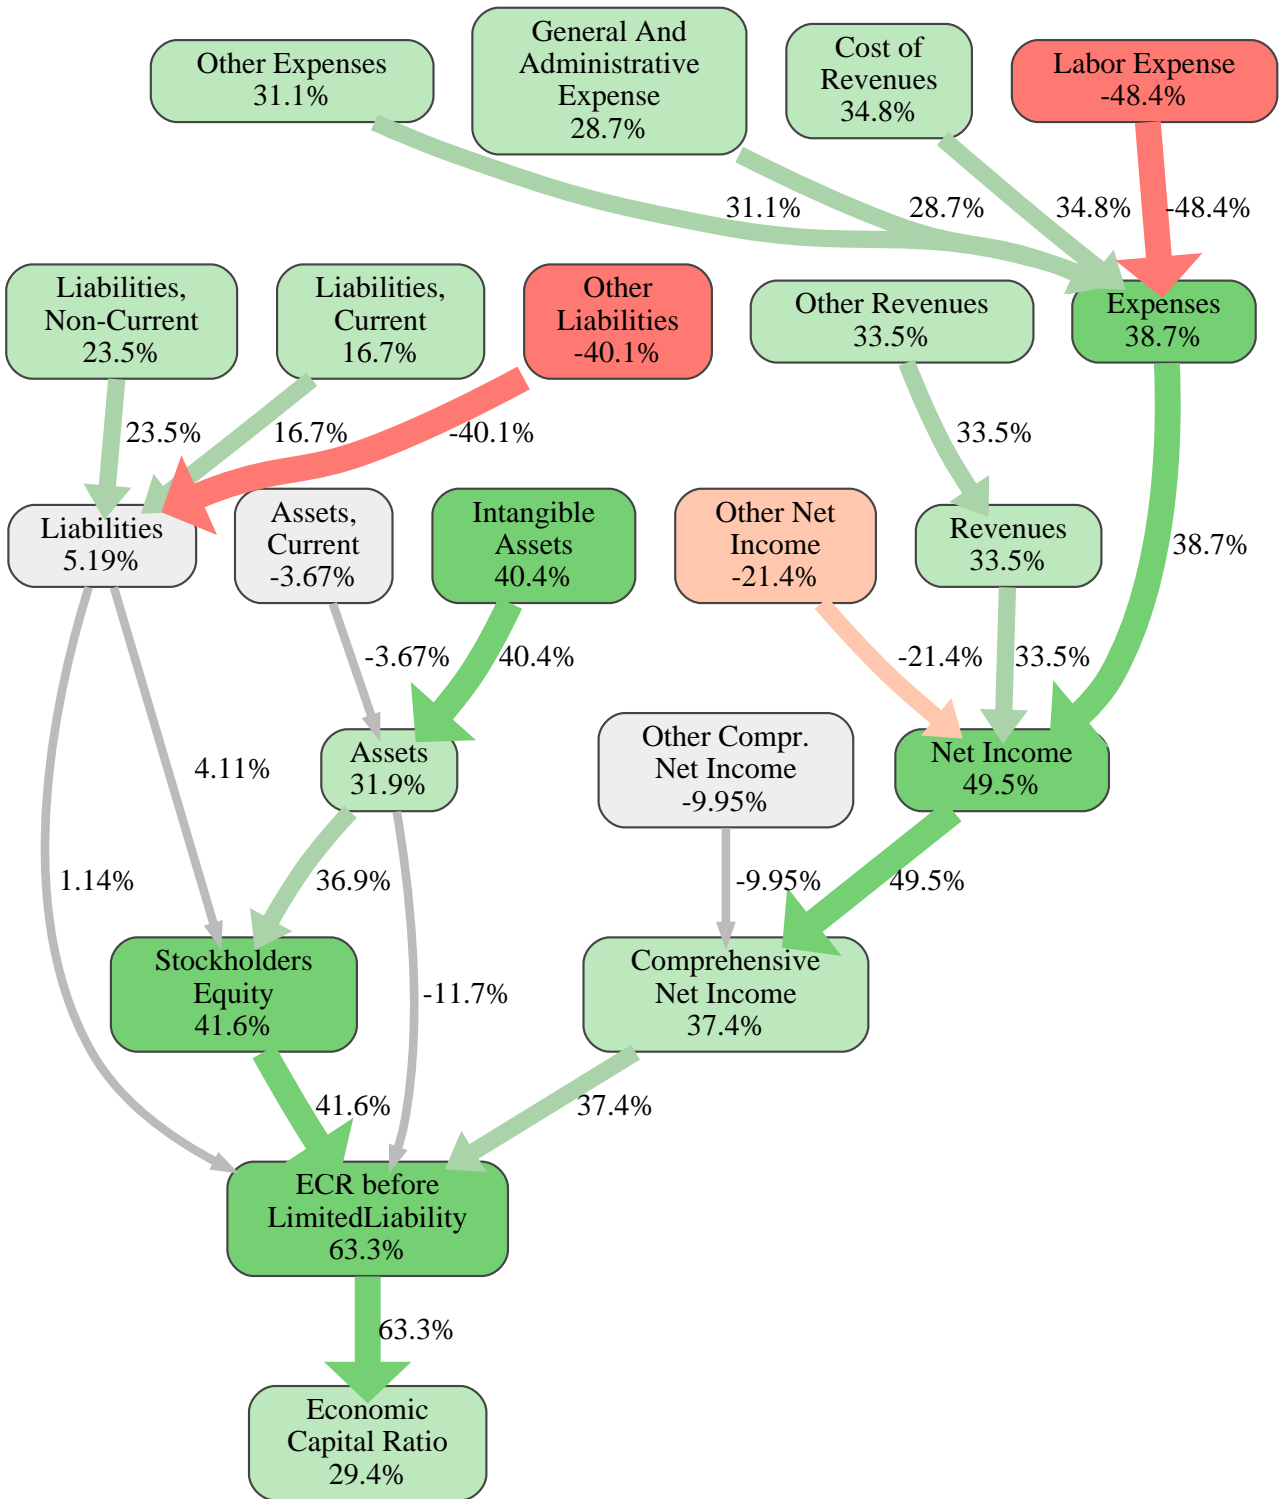 Other Expenses
31.1%
General And
Administrative
Expense
28.7%
Cost of
Revenues
34.8%
Labor Expense
-48.4%
31.1%
28.7%
34.8%
-48.4%
Liabilities,
Non-Current
23.5%
Liabilities,
Current
16.7%
Other
Liabilities
-40.1%
Other Revenues
33.5%
Expenses
38.7%
23.5%
16.7%
-40.1%
33.5%
38.7%
Liabilities
5.19%
Assets,
Current
-3.67%
Intangible
Assets
40.4%
Other Net
Income
-21.4%
Revenues
33.5%
-3.67%
40.4%
-21.4%
33.5%
4.11%
Assets
31.9%
Other Compr.
Net Income
-9.95%
Net Income
49.5%
1.14%
36.9%
-9.95%
49.5%
Stockholders
Equity
41.6%
-11.7%
Comprehensive
Net Income
37.4%
41.6%
37.4%
ECR before
LimitedLiability
63.3%
63.3%
Economic
Capital Ratio
29.4%